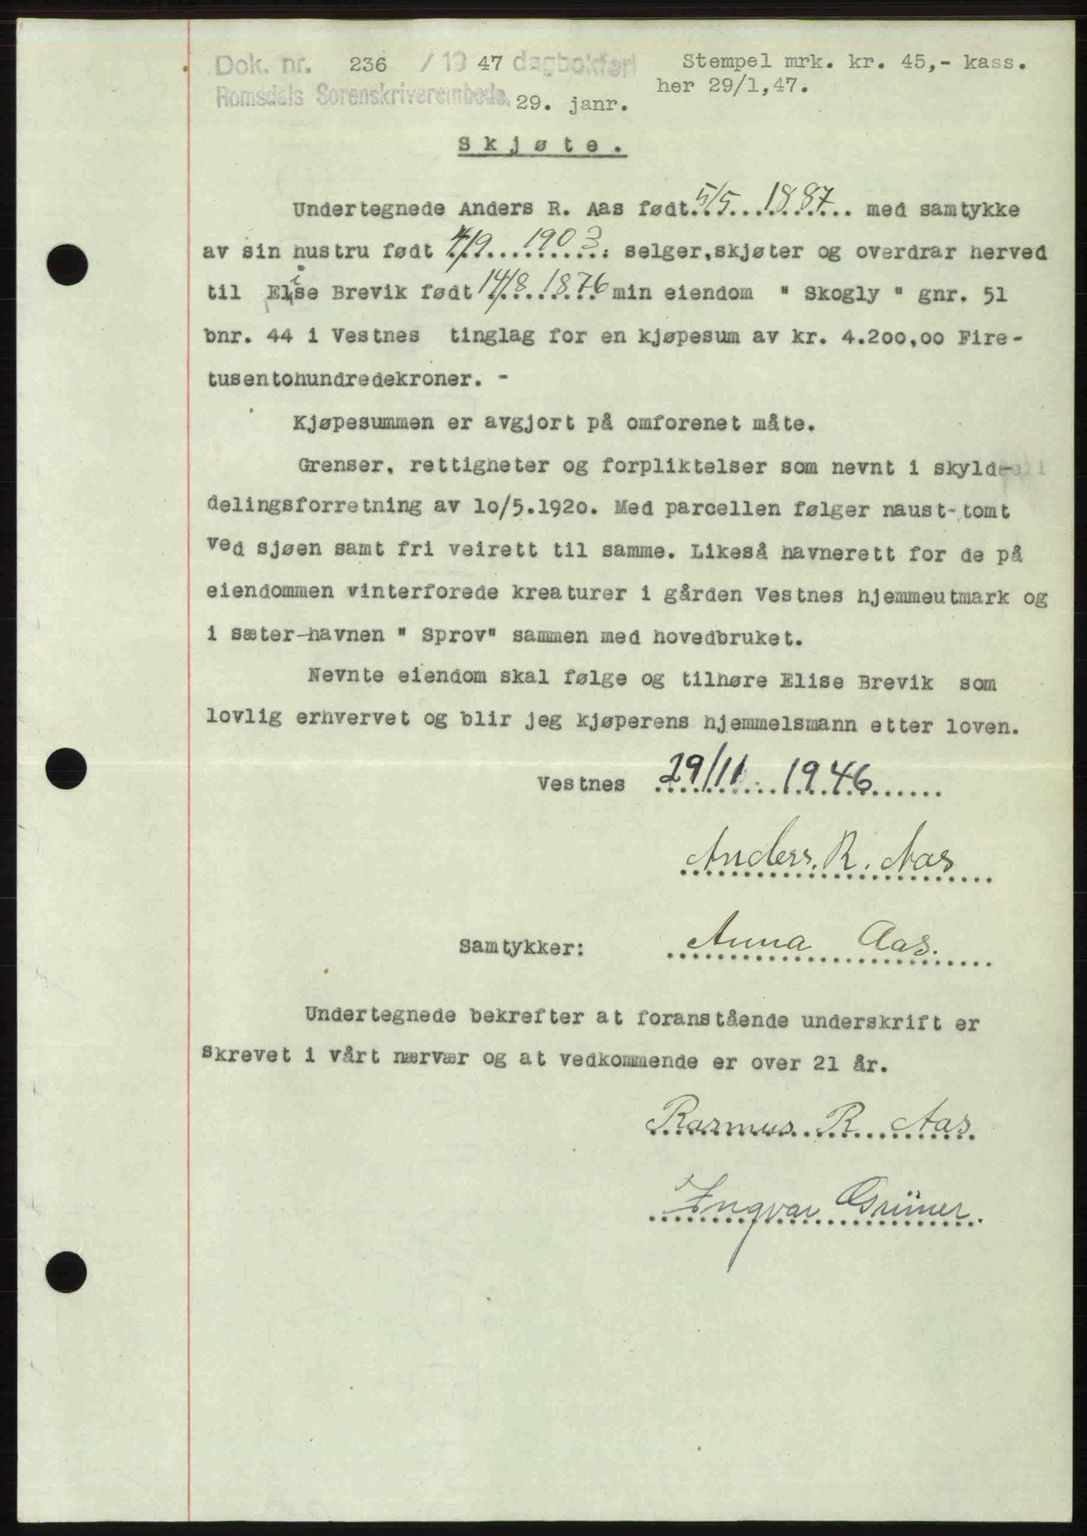 Dok. nr. 236 / 19 47 dagbokført Stempel mrk. kr. 45,- kass.
Romsdals Sorenskriverembede, 29. janr. her 29/1,47.
Skjøte.
Undertegnede Anders R. Aas født 5/5 1887 med samtykke
av sin hustru født 4/9 1903: selger,skjøter og overdrar herved
til Elise Brevik født 14/8 1876 min eiendom " Skogly " gnr. 51
bnr. 44 i Vestnes tinglag for en kjøpesum av kr. 4.200,00 Fire-
tusentohundredekroner. -
Kjøpesummen er avgjort på omforenet måte.
Grenser, rettigheter og forpliktelser som nevnt i skyld-
delingsforretning av 10/5.1920. Med parcellen følger naust-tomt
ved sjøen samt fri veirett til samme. Likeså havnerett for de på
eiendommen vinterforede kreaturer i gården Vestnes hjemmeutmark og
i sæter-havnen " Sprov" sammen med hovedbruket.
Nevnte eiendom skal følge og tilhøre Elise Brevik som
lovlig erhvervet og blir jeg kjøperens hjemmelsmann etter loven.
Vestnes 29/11 1946
Anders. R. Aas
Samtykker: Anna Aas.
Undertegnede bekrefter at foranstående underskrift er
skrevet i vårt nærvær og at vedkommende er over 21 år.
Rasmus R Aas
Ingvar Grüner